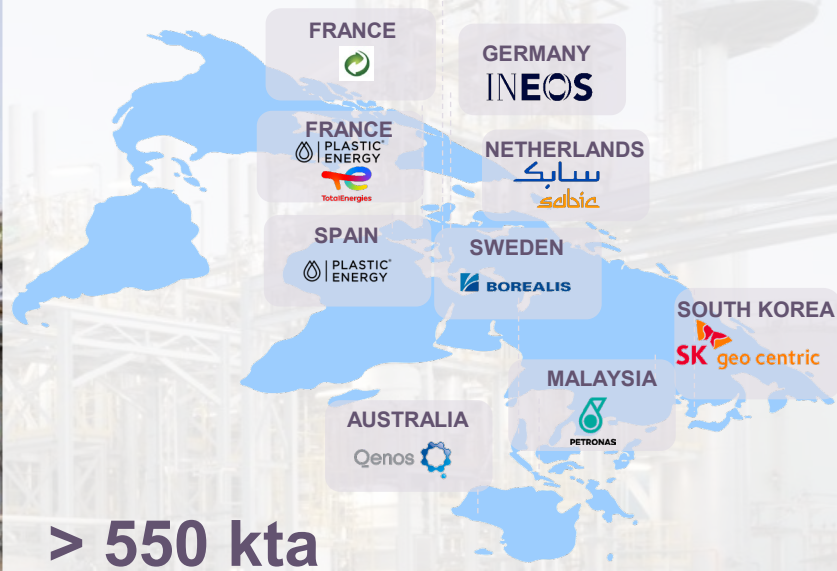 FRANCE
GERMANY
INEOS
FRANCE
PLASTIC
ENERGY
TotalEnergies
NETHERLANDS
سابك
sabic
SPAIN
PLASTIC
ENERGY
SWEDEN
BOREALIS
SOUTH KOREA
SK geo centric
MALAYSIA
PETRONAS
AUSTRALIA
Qenos
> 550 kta